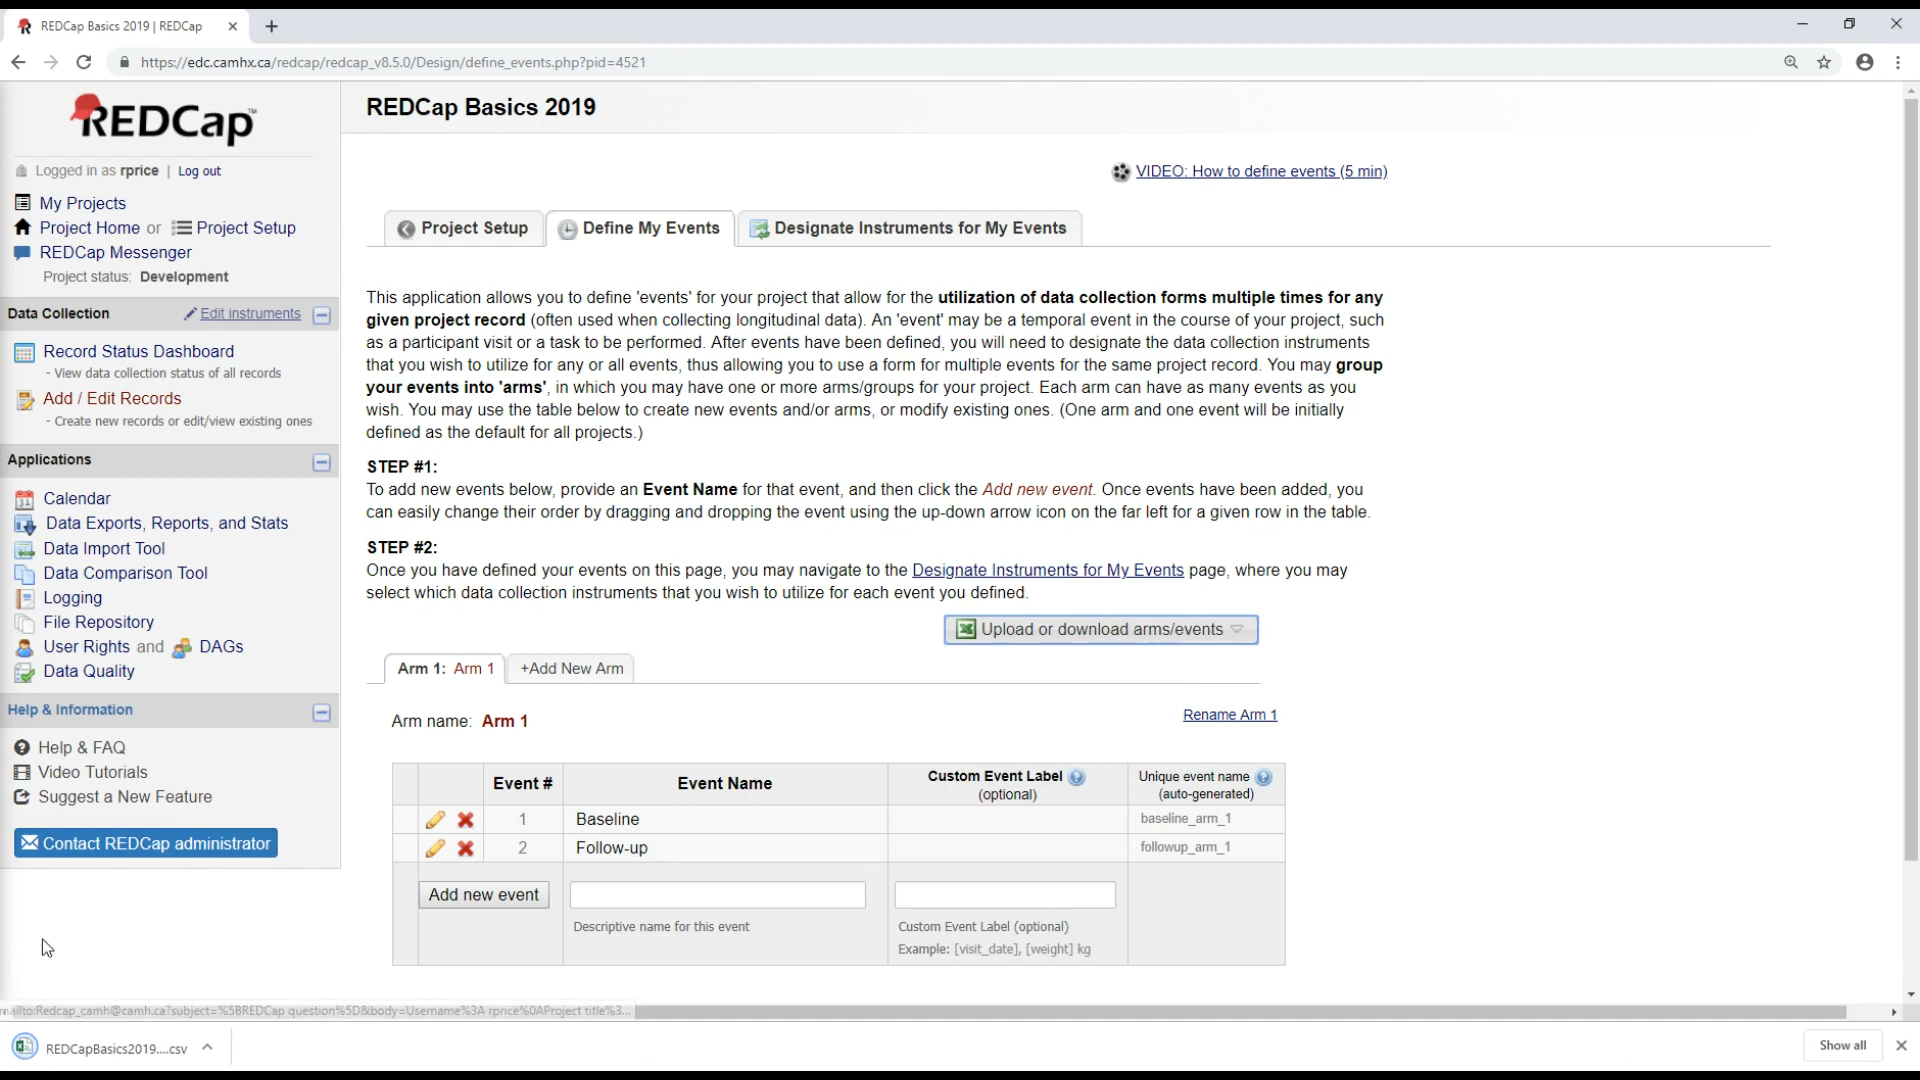 REDCap Basics 2019 | REDCap
https://edc.camhx.ca/redcap/redcap_v8.5.0/Design/define_events.php?pid=4521
REDCap
REDCap Basics 2019
Logged in as rprice | Log out
VIDEO: How to define events (5 min)
My Projects
Project Home or Project Setup
REDCap Messenger
Project status: Development
Project Setup
Define My Events
Designate Instruments for My Events
Data Collection
Edit instruments
Record Status Dashboard
- View data collection status of all records
Add / Edit Records
- Create new records or edit/view existing ones
Applications
Calendar
Data Exports, Reports, and Stats
Data Import Tool
Data Comparison Tool
Logging
File Repository
User Rights and DAGs
Data Quality
Help & Information
Help & FAQ
Video Tutorials
Suggest a New Feature
Contact REDCap administrator
This application allows you to define 'events' for your project that allow for the utilization of data collection forms multiple times for any
given project record (often used when collecting longitudinal data). An 'event' may be a temporal event in the course of your project, such
as a participant visit or a task to be performed. After events have been defined, you will need to designate the data collection instruments
that you wish to utilize for any or all events, thus allowing you to use a form for multiple events for the same project record. You may group
your events into 'arms', in which you may have one or more arms/groups for your project. Each arm can have as many events as you
wish. You may use the table below to create new events and/or arms, or modify existing ones. (One arm and one event will be initially
defined as the default for all projects.)
STEP #1:
To add new events below, provide an Event Name for that event, and then click the Add new event. Once events have been added, you
can easily change their order by dragging and dropping the event using the up-down arrow icon on the far left for a given row in the table.
STEP #2:
Once you have defined your events on this page, you may navigate to the Designate Instruments for My Events page, where you may
select which data collection instruments that you wish to utilize for each event you defined.
Upload or download arms/events
Arm 1: Arm 1
+Add New Arm
Arm name: Arm 1
Rename Arm 1
Event #
Event Name
Custom Event Label
(optional)
Unique event name
(auto-generated)
1
Baseline
baseline_arm_1
2
Follow-up
followup_arm_1
Add new event
Descriptive name for this event
Custom Event Label (optional)
Example: [visit_date], [weight] kg
mailto:Redcap_camh@camh.ca?subject=%5BREDCap question%5D&body=Username%3A rprice%0AProject title%3...
REDCapBasics2019....csv
Show all